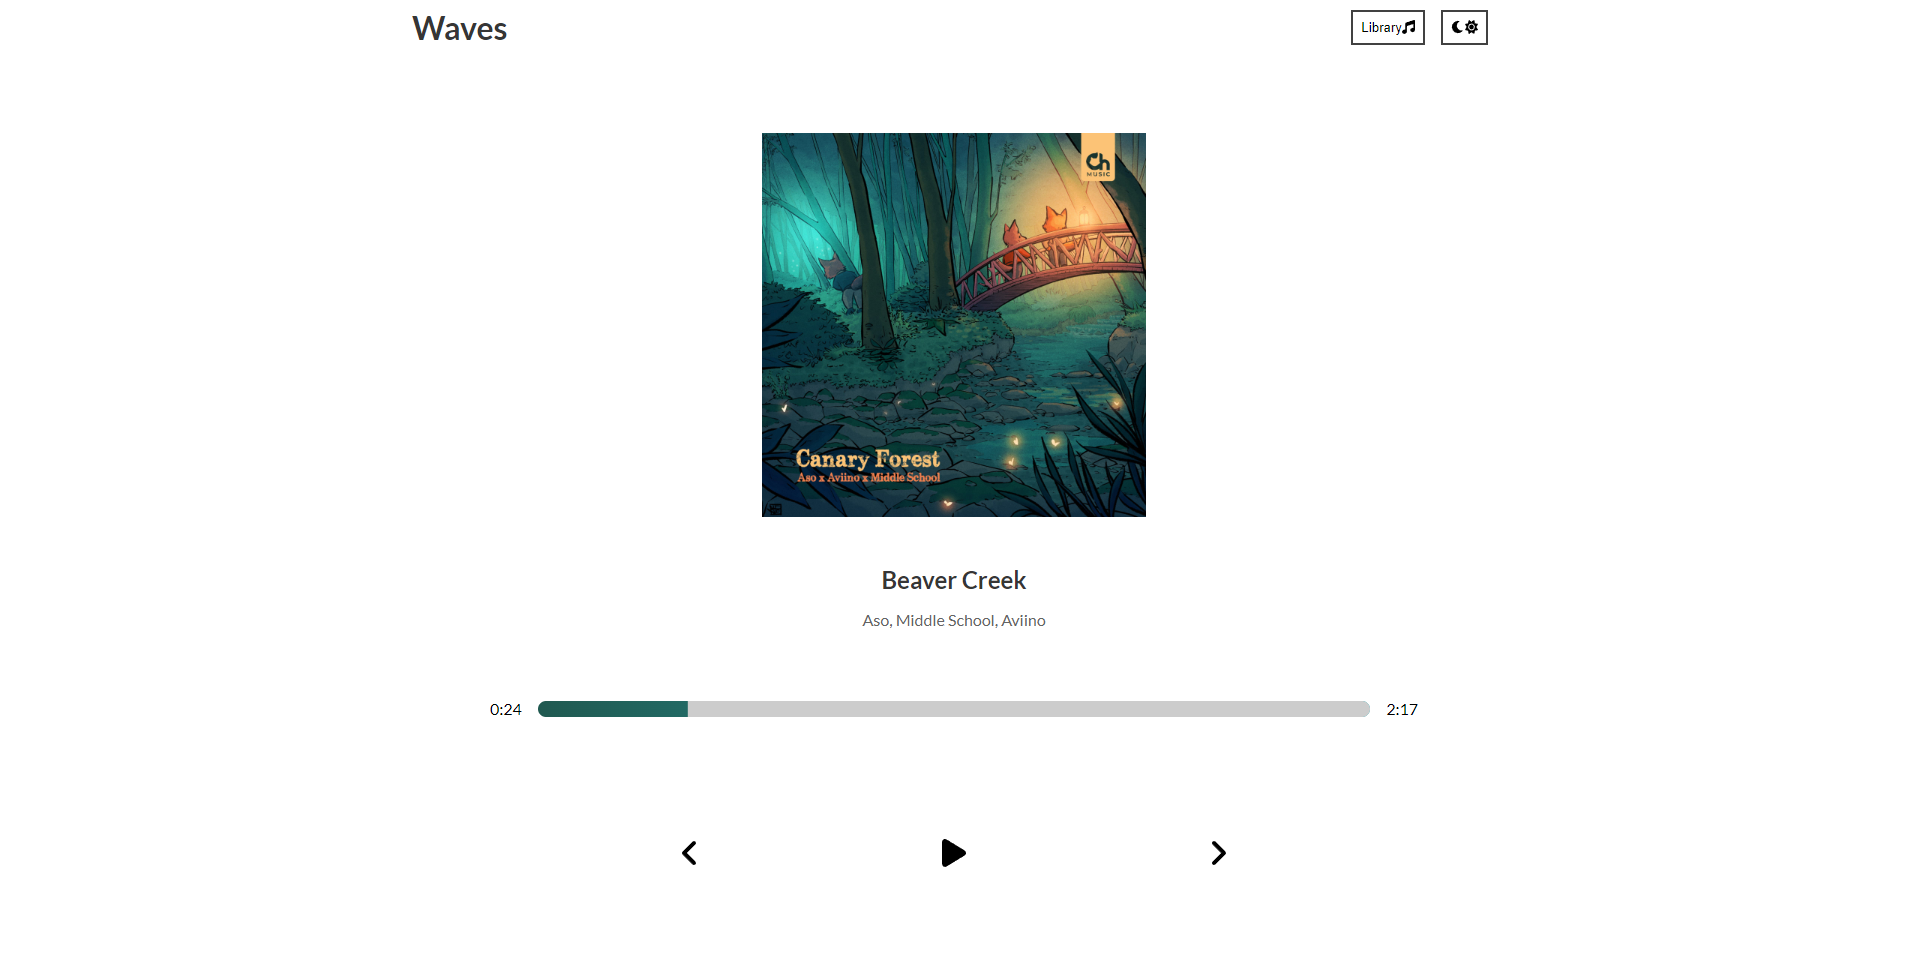 Waves
Library
Ch
MUSIC
Canary Forest
Aso x Aviino x Middle School
Beaver Creek
Aso, Middle School, Aviino
0:24
2:17